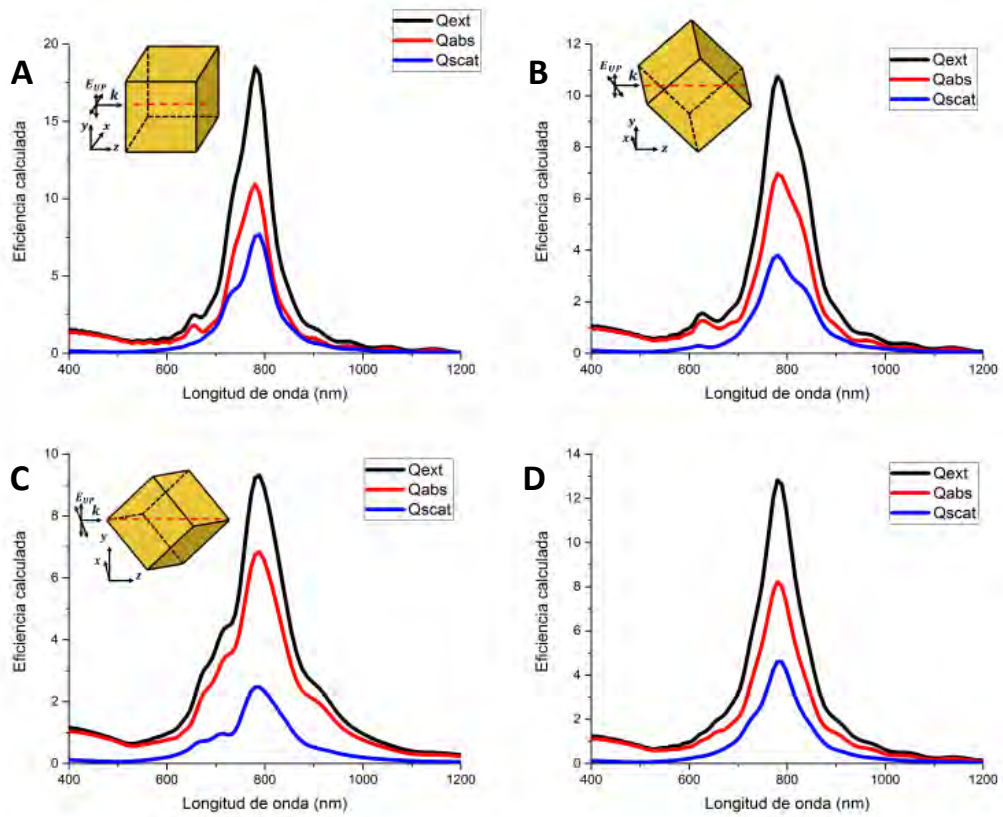 A
Qext
Qabs
Qscat
E_UP
k
y
x
z
20
15
10
5
0
400
600
800
1000
1200
Eficiencia calculada
Longitud de onda (nm)
B
Qext
Qabs
Qscat
E_UP
k
y
x
z
12
10
8
6
4
2
0
400
600
800
1000
1200
Eficiencia calculada
Longitud de onda (nm)
C
Qext
Qabs
Qscat
E_UP
k
y
x
z
10
8
6
4
2
0
400
600
800
1000
1200
Eficiencia calculada
Longitud de onda (nm)
D
Qext
Qabs
Qscat
14
12
10
8
6
4
2
0
400
600
800
1000
1200
Eficiencia calculada
Longitud de onda (nm)